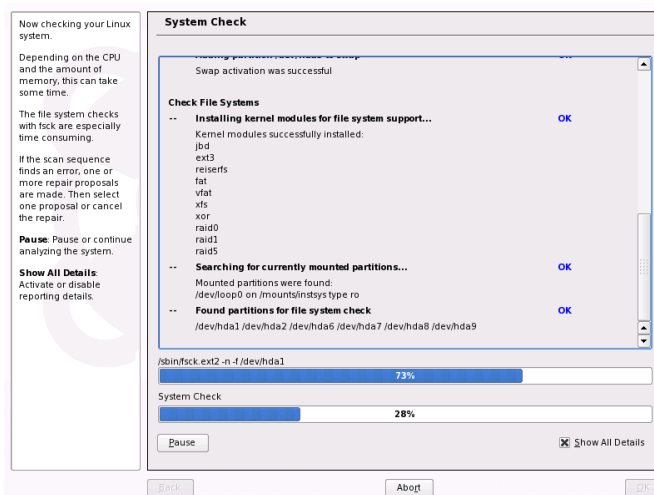 Now checking your Linux
system.
Depending on the CPU
and the amount of
memory, this can take
some time.
The file system checks
with fsck are especially
time consuming.
If the scan sequence
finds an error, one or
more repair proposals
are made. Then select
one proposal or cancel
the repair.
Pause: Pause or continue
analyzing the system.
Show All Details:
Activate or disable
reporting details.
System Check
Swap activation was successful
Check File Systems
-- Installing kernel modules for file system support... OK
Kernel modules successfully installed:
jbd
ext3
reiserfs
fat
vfat
xfs
xor
raid0
raid1
raid5
-- Searching for currently mounted partitions... OK
Mounted partitions were found:
/dev/loop0 on /mounts/instsys type ro
-- Found partitions for file system check OK
/dev/hda1 /dev/hda2 /dev/hda6 /dev/hda7 /dev/hda8 /dev/hda9
/sbin/fsck.ext2 -n -f /dev/hda1
73%
System Check
28%
Pause
Show All Details
Back
Abort
OK